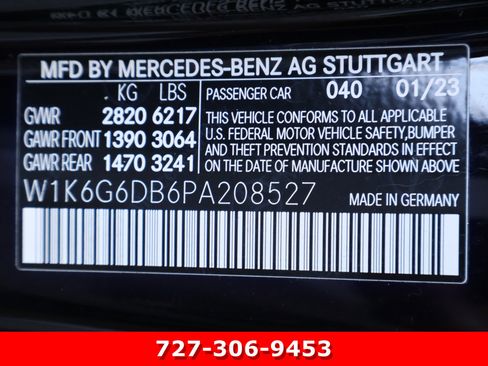 MFD BY MERCEDES-BENZ AG STUTTGART
KG LBS
GVWR 2820 6217
GAWR FRONT 1390 3064
GAWR REAR 1470 3241
PASSENGER CAR 040 01/23
THIS VEHICLE CONFORMS TO ALL APPLICABLE
U.S. FEDERAL MOTOR VEHICLE SAFETY, BUMPER
AND THEFT PREVENTION STANDARDS IN EFFECT
ON THE DATE OF MANUFACTURE SHOWN ABOVE.
W1K6G6DB6PA208527
MADE IN GERMANY
727-306-9453